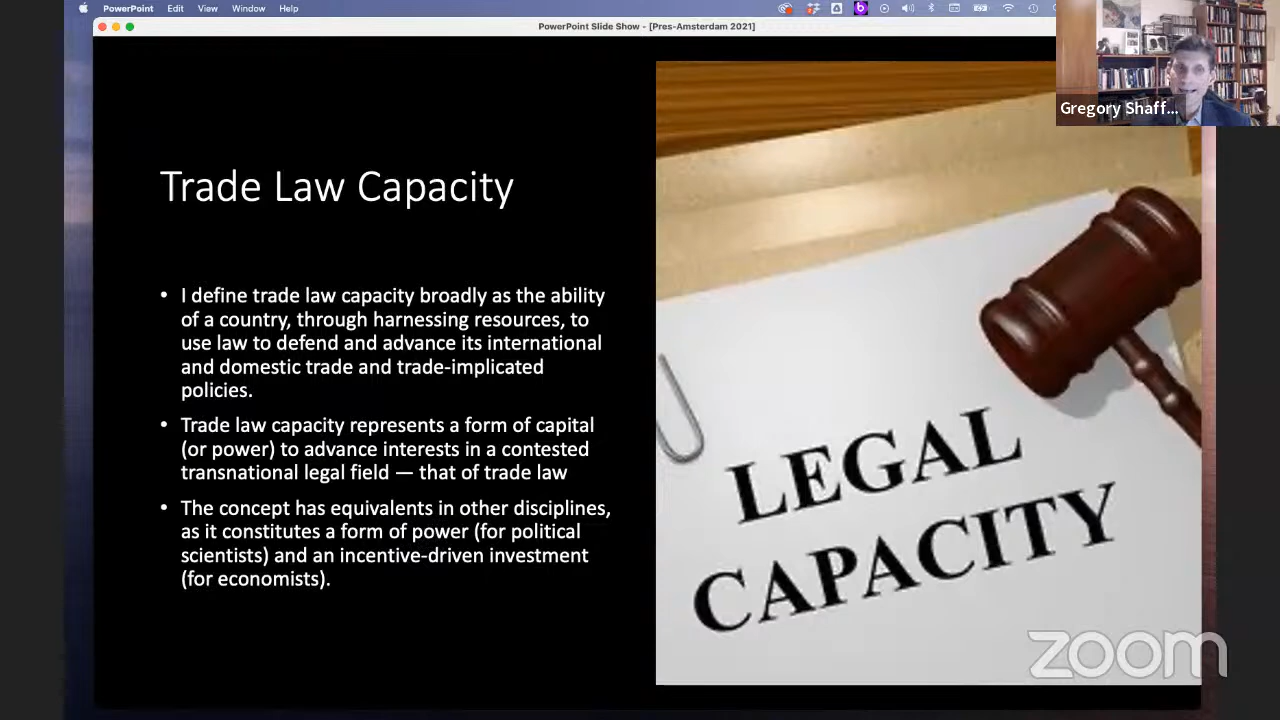 PowerPoint Edit View Window Help
PowerPoint Slide Show - [Pres-Amsterdam 2021]
Gregory Shaff...
Trade Law Capacity
• I define trade law capacity broadly as the ability
of a country, through harnessing resources, to
use law to defend and advance its international
and domestic trade and trade-implicated
policies.
• Trade law capacity represents a form of capital
(or power) to advance interests in a contested
transnational legal field — that of trade law
• The concept has equivalents in other disciplines,
as it constitutes a form of power (for political
scientists) and an incentive-driven investment
(for economists).
LEGAL
CAPACITY
zoom